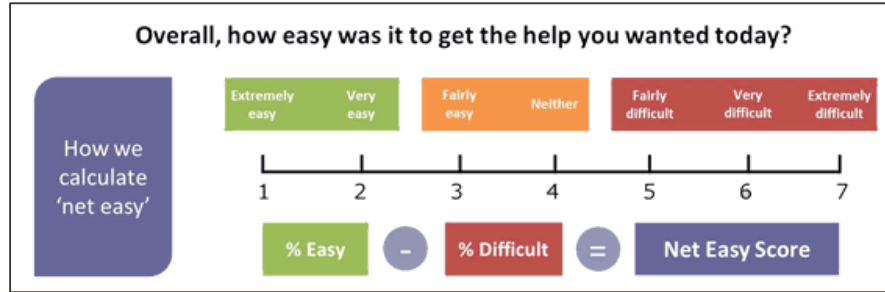 Overall, how easy was it to get the help you wanted today?
How we
calculate
‘net easy’
Extremely
easy
Very
easy
Fairly
easy
Neither
Fairly
difficult
Very
difficult
Extremely
difficult
1 2 3 4 5 6 7
% Easy - % Difficult = Net Easy Score